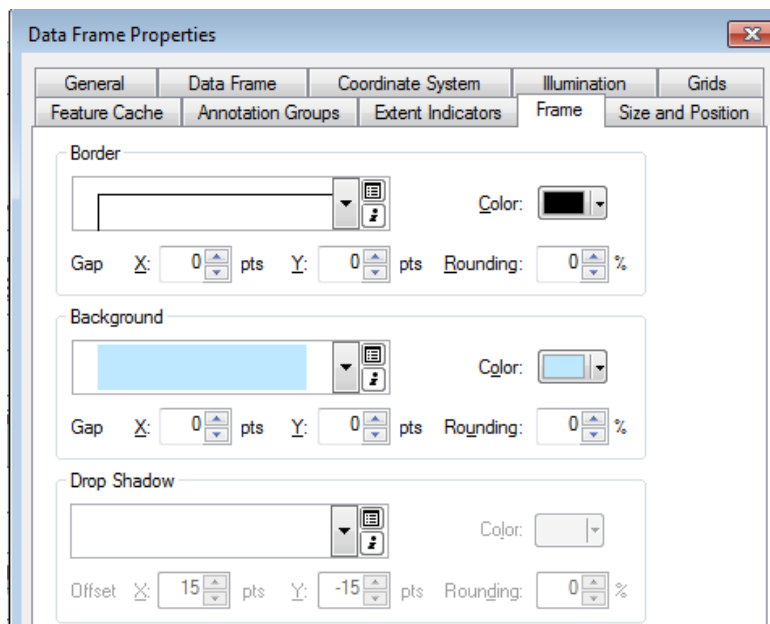 Data Frame Properties
General Data Frame Coordinate System Illumination Grids
Feature Cache Annotation Groups Extent Indicators Frame Size and Position
Border
Color:
Gap X: 0 pts Y: 0 pts Rounding: 0 %
Background
Color:
Gap X: 0 pts Y: 0 pts Rounding: 0 %
Drop Shadow
Color:
Offset X: 15 pts Y: -15 pts Rounding: 0 %